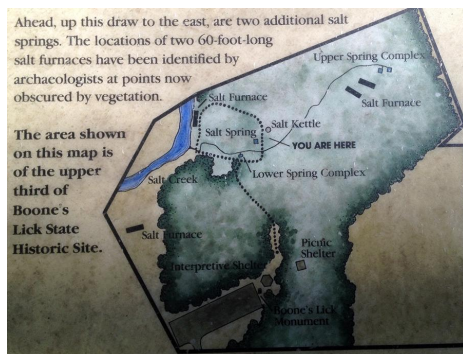 Ahead, up this draw to the east, are two additional salt
springs. The locations of two 60-foot-long
salt furnaces have been identified by
archaeologists at points now
obscured by vegetation.
Upper Spring Complex
Salt Furnace
Salt Furnace
Salt Spring
Salt Kettle
YOU ARE HERE
The area shown
on this map is
of the upper
third of
Boone's
Lick State
Historic Site.
Salt Creek
Lower Spring Complex
Salt Furnace
Picnic
Shelter
Interpretive Shelter
Boone's Lick
Monument